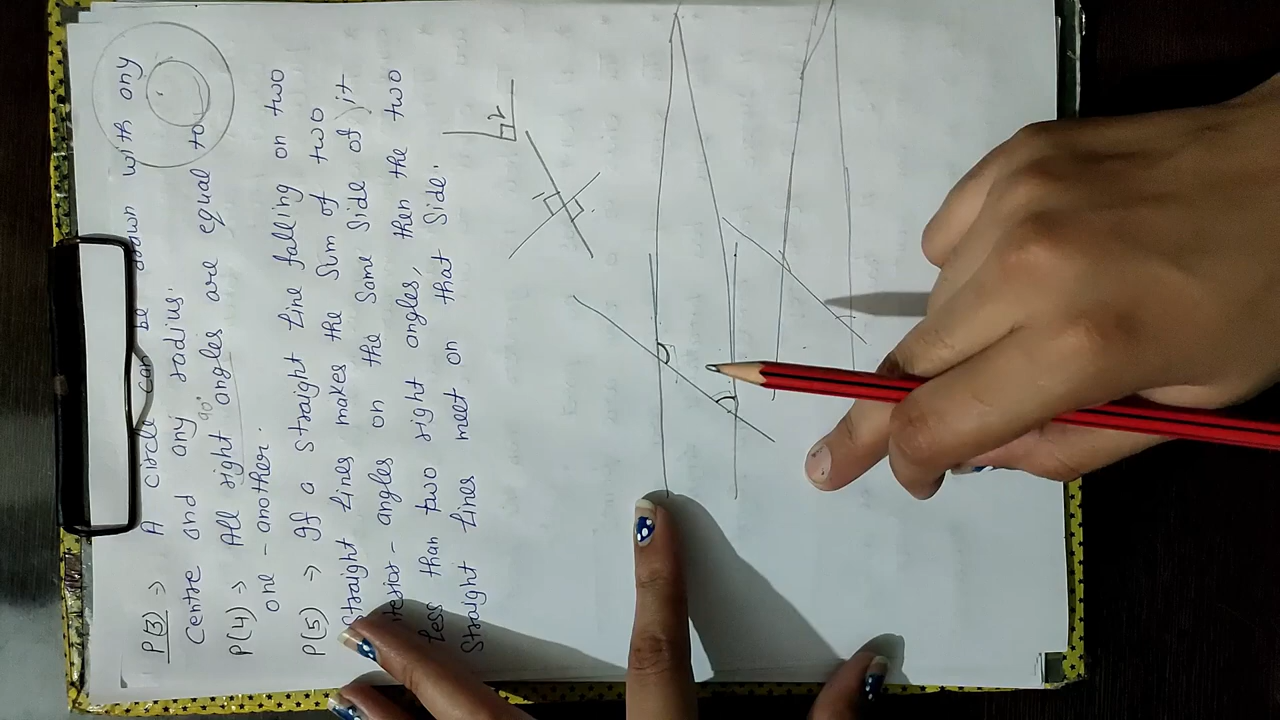 P(3) => A circle can be drawn with any
Centre and any radius.
P(4) => All right angles are equal to
90°
one-another.
P(5) => If a straight line falling on two
Straight lines makes the Sum of two
terior-angles on the Same Side of it
Less than two right angles, then the two
Straight Lines meet on that Side.